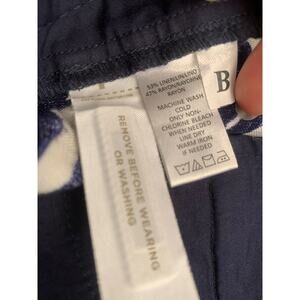 53% LINEN/LIN/LINO
47% RAYON/RAYONNE
RAYON
MACHINE WASH
COLD
ONLY NON-
CHLORINE BLEACH
WHEN NEEDED
LINE DRY
WARM IRON
IF NEEDED
B
REMOVE BEFORE WEARING
OR WASHING